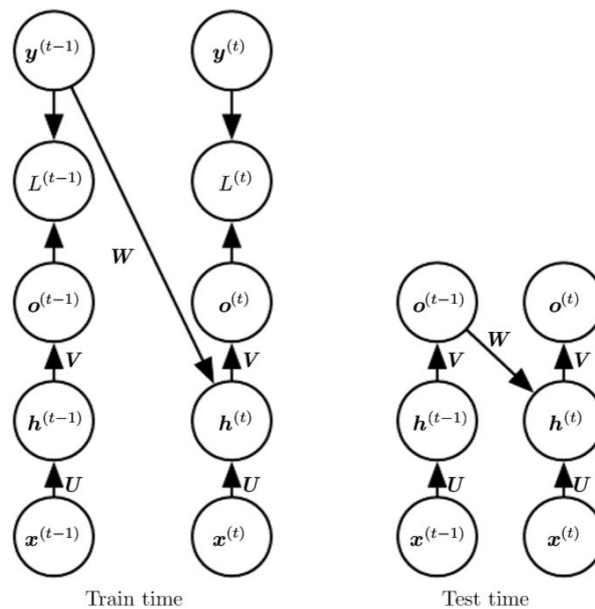 y^(t−1) y^(t)
L^(t−1) L^(t)
W
o^(t−1) o^(t) o^(t−1) o^(t)
W
V V V V
h^(t−1) h^(t) h^(t−1) h^(t)
U U U U
x^(t−1) x^(t) x^(t−1) x^(t)
Train time Test time